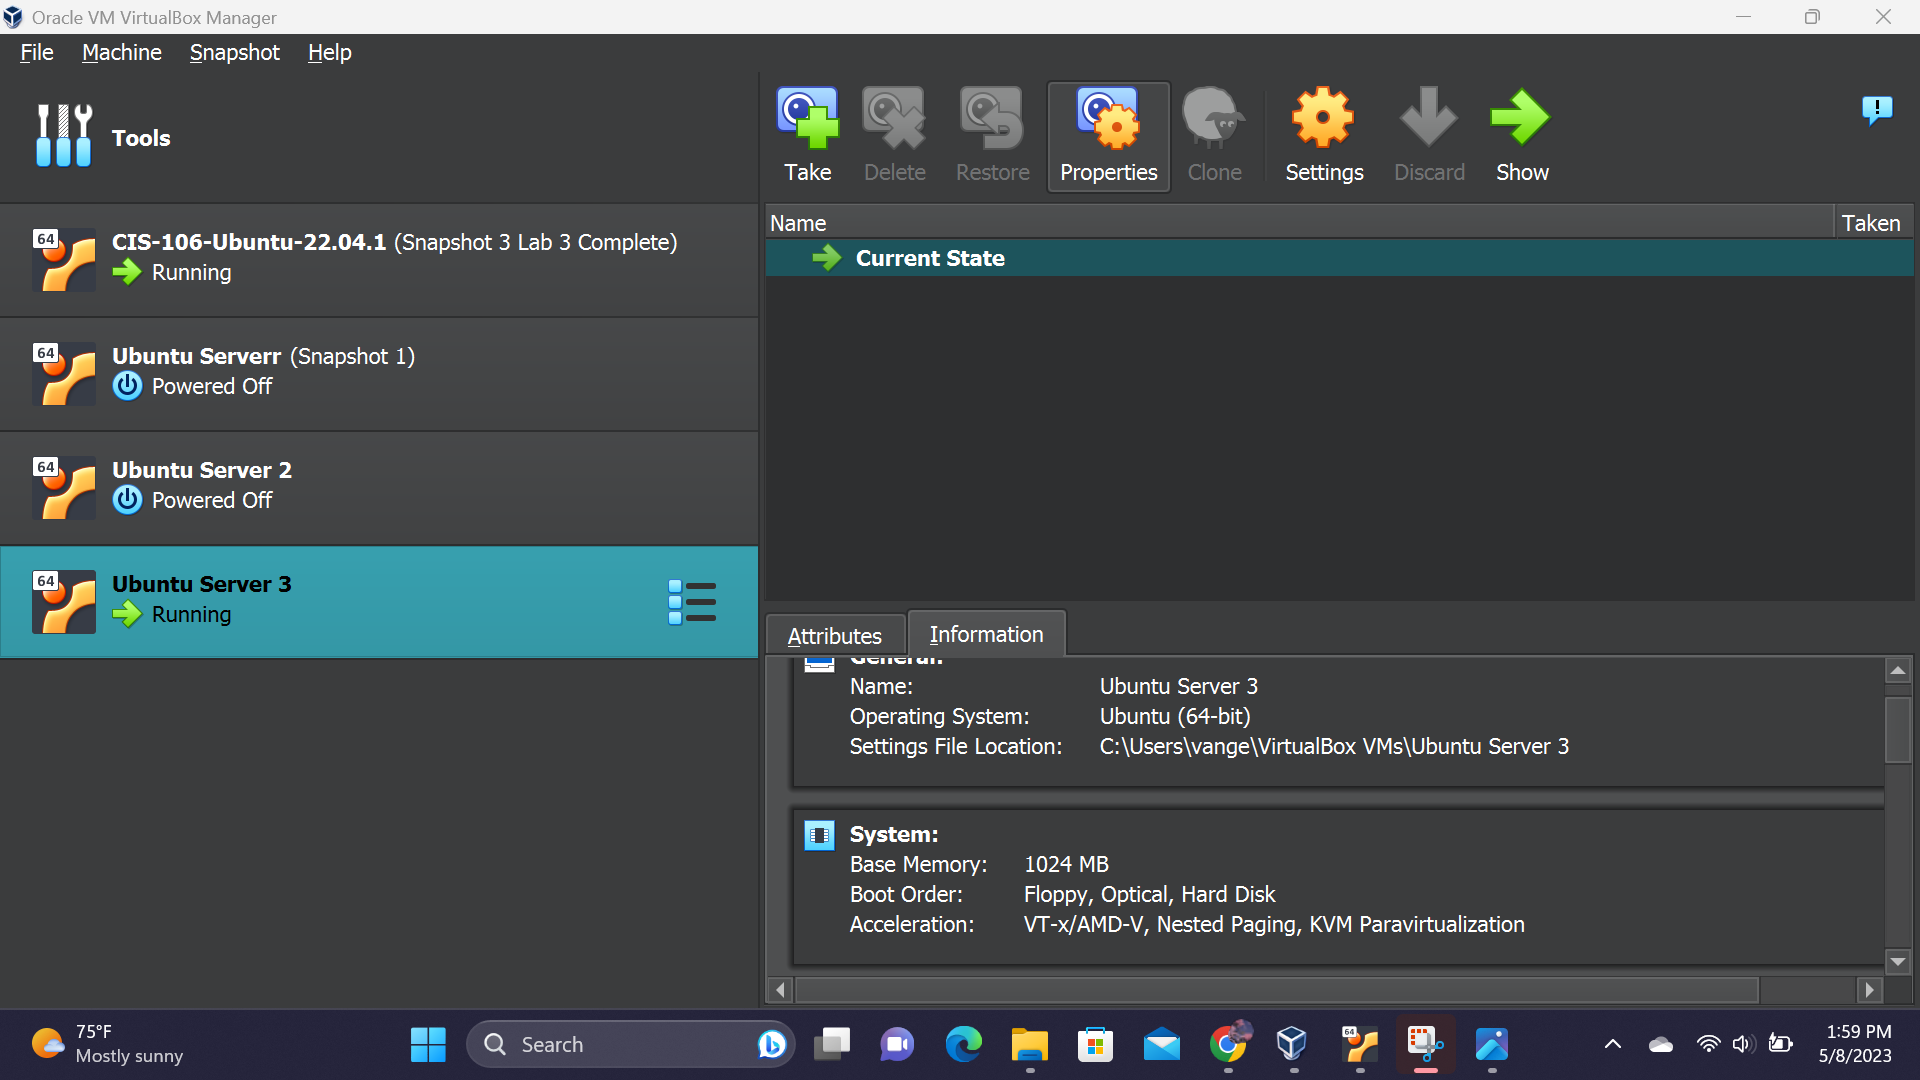 Oracle VM VirtualBox Manager
File Machine Snapshot Help
Tools
Take Delete Restore Properties Clone Settings Discard Show
64
CIS-106-Ubuntu-22.04.1 (Snapshot 3 Lab 3 Complete)
Running
64
Ubuntu Serverr (Snapshot 1)
Powered Off
64
Ubuntu Server 2
Powered Off
64
Ubuntu Server 3
Running
Name Taken
Current State
Attributes Information
General:
Name: Ubuntu Server 3
Operating System: Ubuntu (64-bit)
Settings File Location: C:\Users\vange\VirtualBox VMs\Ubuntu Server 3
System:
Base Memory: 1024 MB
Boot Order: Floppy, Optical, Hard Disk
Acceleration: VT-x/AMD-V, Nested Paging, KVM Paravirtualization
75°F
Mostly sunny
Search
64
1:59 PM
5/8/2023